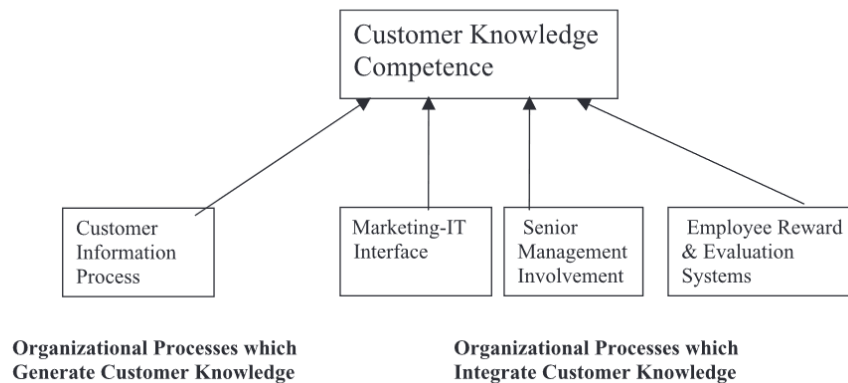 Customer Knowledge
Competence
Customer
Information
Process
Marketing-IT
Interface
Senior
Management
Involvement
Employee Reward
& Evaluation
Systems
Organizational Processes which
Generate Customer Knowledge
Organizational Processes which
Integrate Customer Knowledge